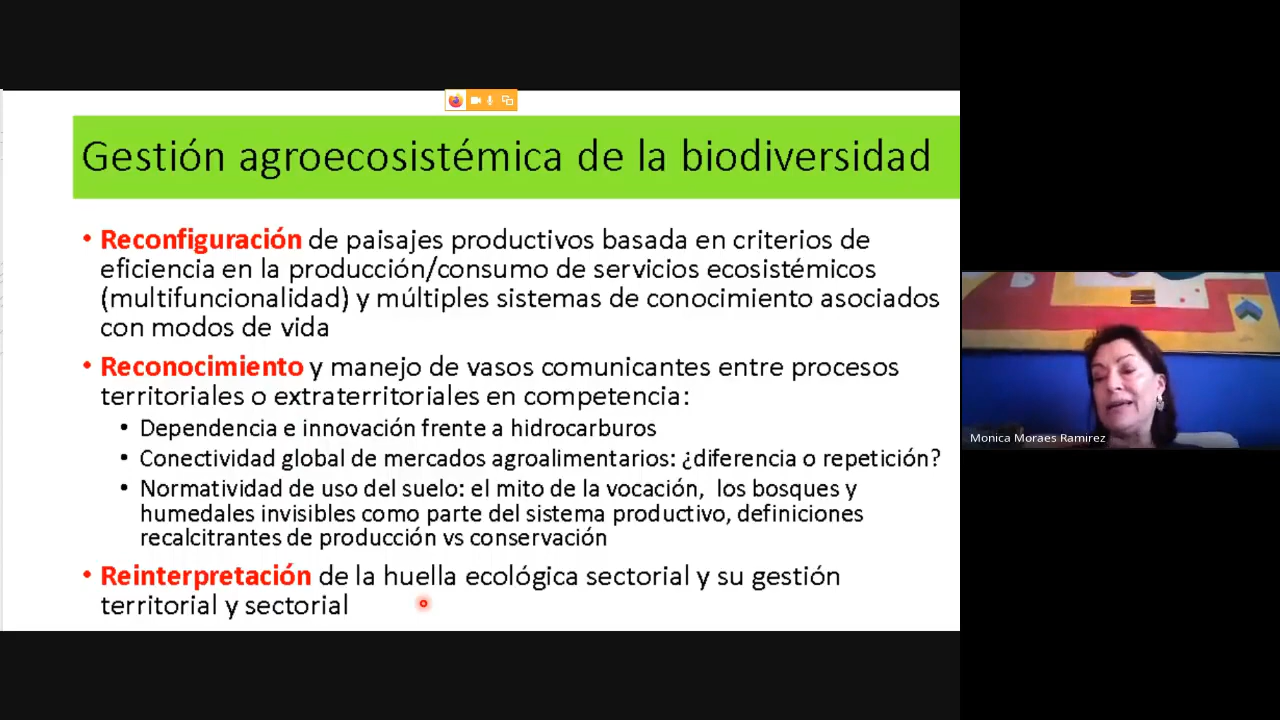 Gestión agroecosistémica de la biodiversidad
• Reconfiguración de paisajes productivos basada en criterios de
eficiencia en la producción/consumo de servicios ecosistémicos
(multifuncionalidad) y múltiples sistemas de conocimiento asociados
con modos de vida
• Reconocimiento y manejo de vasos comunicantes entre procesos
territoriales o extraterritoriales en competencia:
• Dependencia e innovación frente a hidrocarburos
• Conectividad global de mercados agroalimentarios: ¿diferencia o repetición?
• Normatividad de uso del suelo: el mito de la vocación, los bosques y
humedales invisibles como parte del sistema productivo, definiciones
recalcitrantes de producción vs conservación
• Reinterpretación de la huella ecológica sectorial y su gestión
territorial y sectorial
Monica Moraes Ramirez